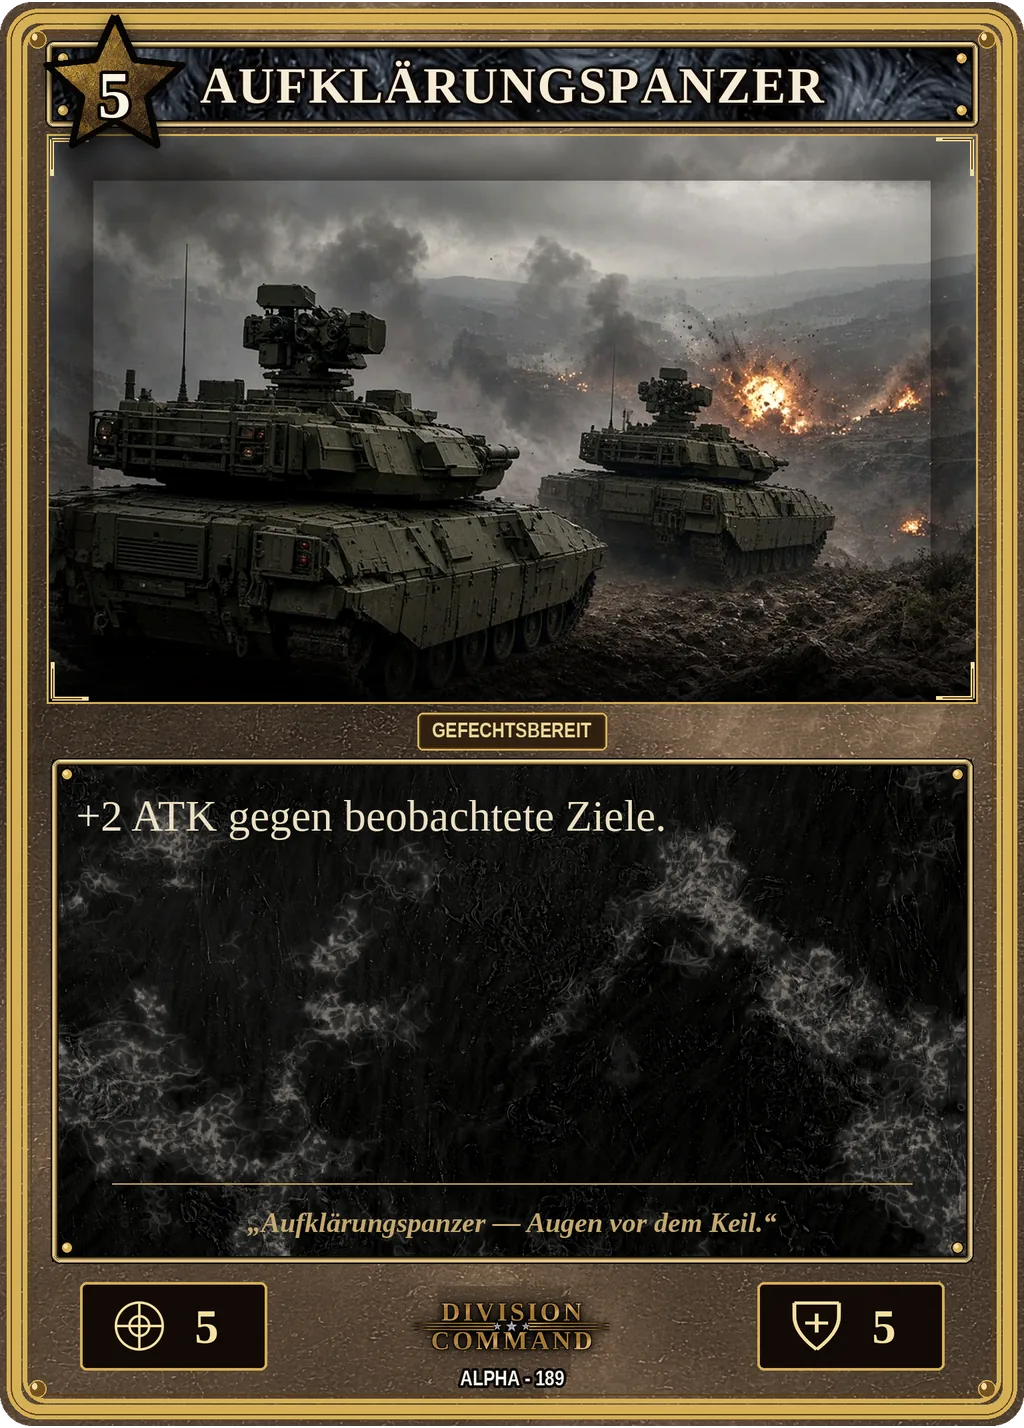 5
AUFKLÄRUNGSPANZER
GEFECHTSBEREIT
+2 ATK gegen beobachtete Ziele.
„Aufklärungspanzer — Augen vor dem Keil.“
5
DIVISION
COMMAND
5
ALPHA - 189